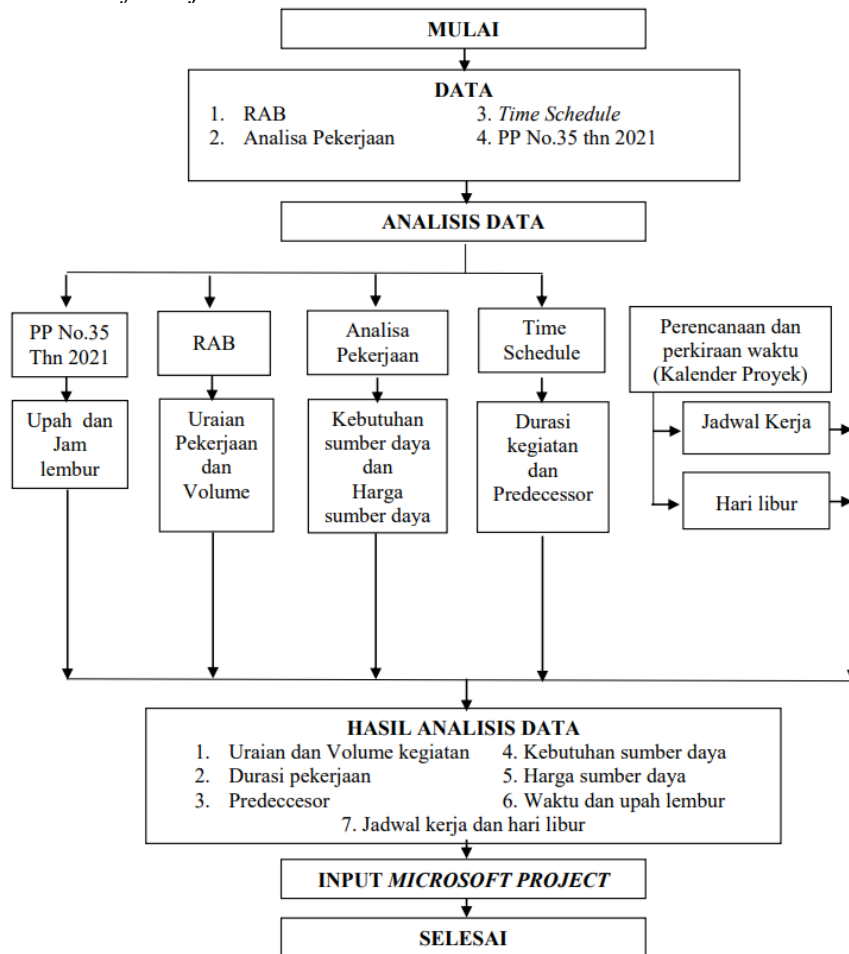 MULAI
DATA
1. RAB
2. Analisa Pekerjaan
3. Time Schedule
4. PP No.35 thn 2021
ANALISIS DATA
PP No.35
Thn 2021
RAB
Analisa
Pekerjaan
Time
Schedule
Perencanaan dan
perkiraan waktu
(Kalender Proyek)
Upah dan
Jam
lembur
Uraian
Pekerjaan
dan
Volume
Kebutuhan
sumber daya
dan
Harga
sumber daya
Durasi
kegiatan
dan
Predecessor
Jadwal Kerja
Hari libur
HASIL ANALISIS DATA
1. Uraian dan Volume kegiatan
2. Durasi pekerjaan
3. Predeccesor
4. Kebutuhan sumber daya
5. Harga sumber daya
6. Waktu dan upah lembur
7. Jadwal kerja dan hari libur
INPUT MICROSOFT PROJECT
SELESAI